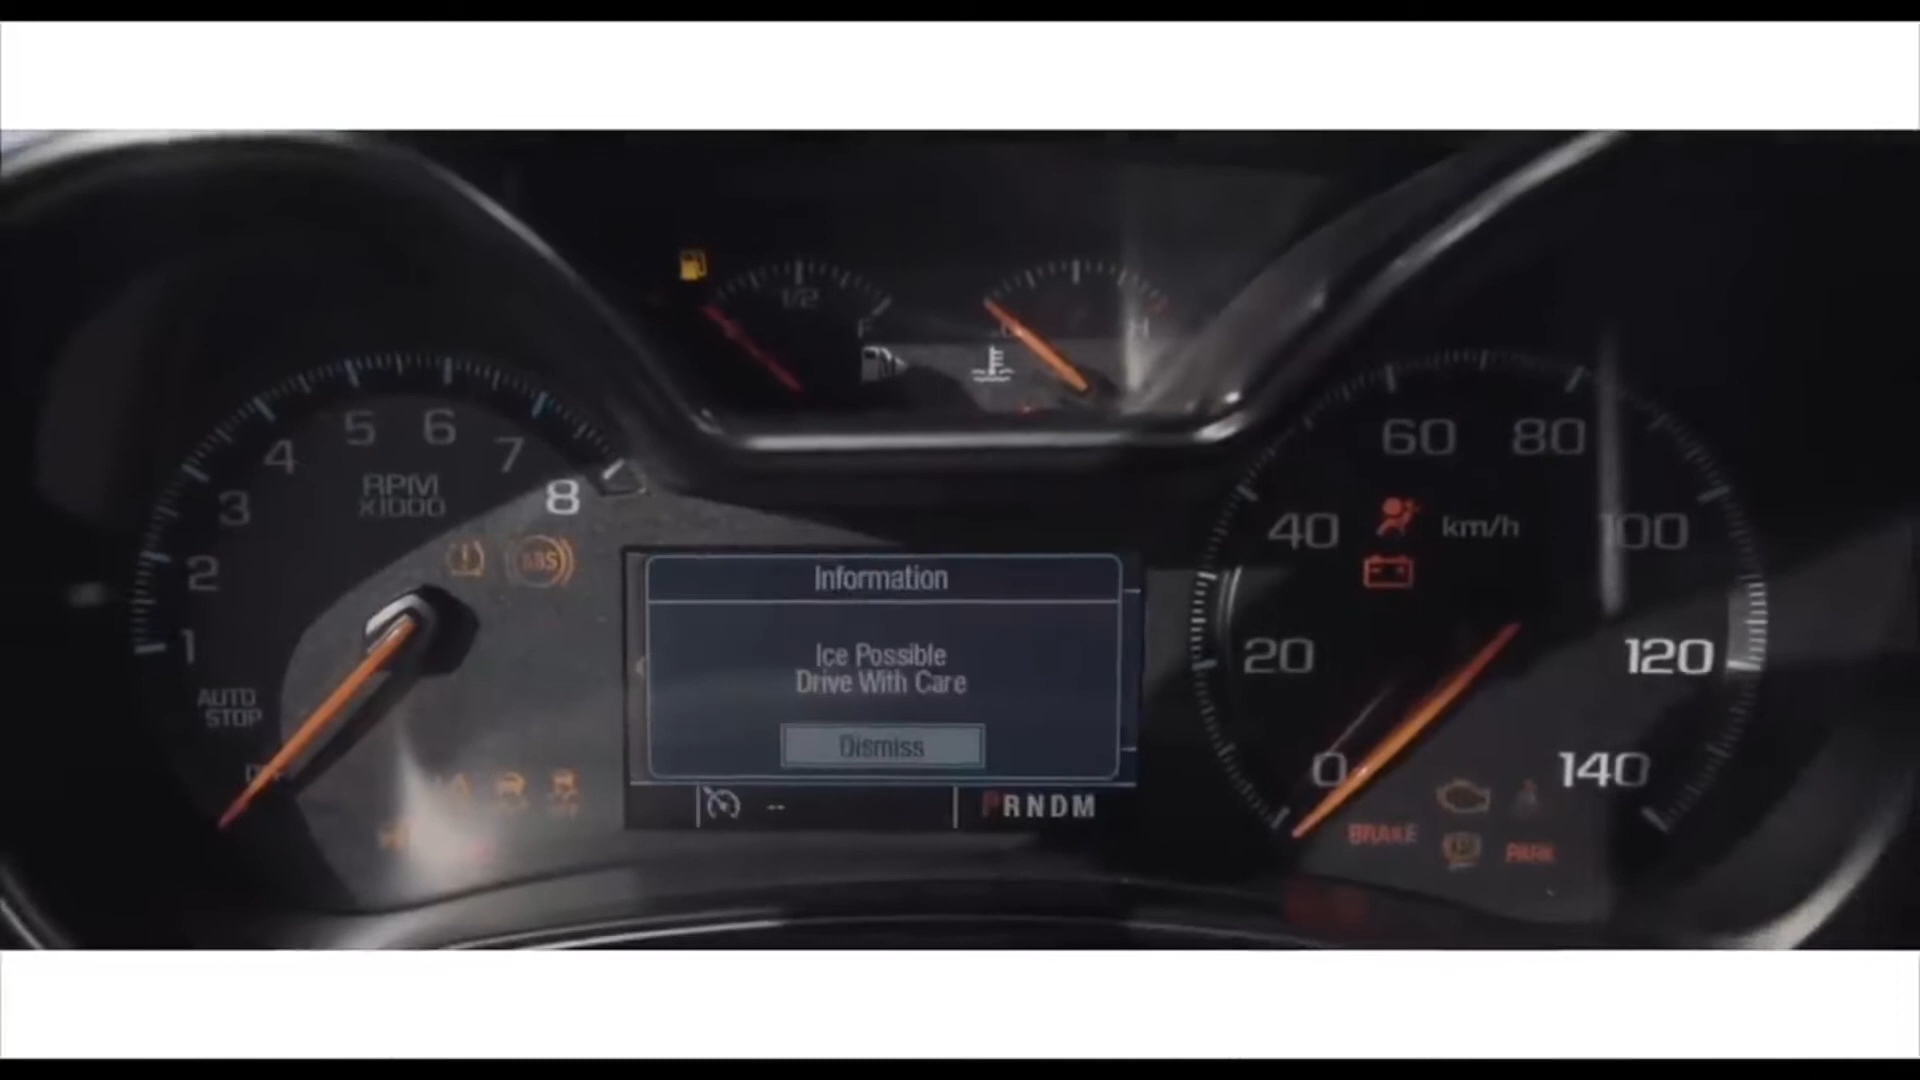 1/2
F
H
1
2
3
4
5
6
7
8
RPM
x1000
ABS
AUTO
STOP
Information
Ice Possible
Drive With Care
Dismiss
--
PRNDM
0
20
40
60
80
100
120
140
km/h
BRAKE
P
PARK